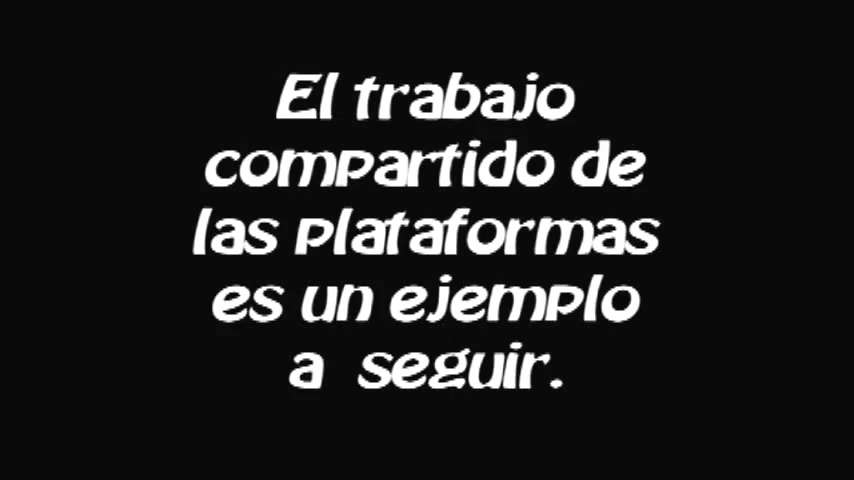 El trabajo
compartido de
las plataformas
es un ejemplo
a seguir.